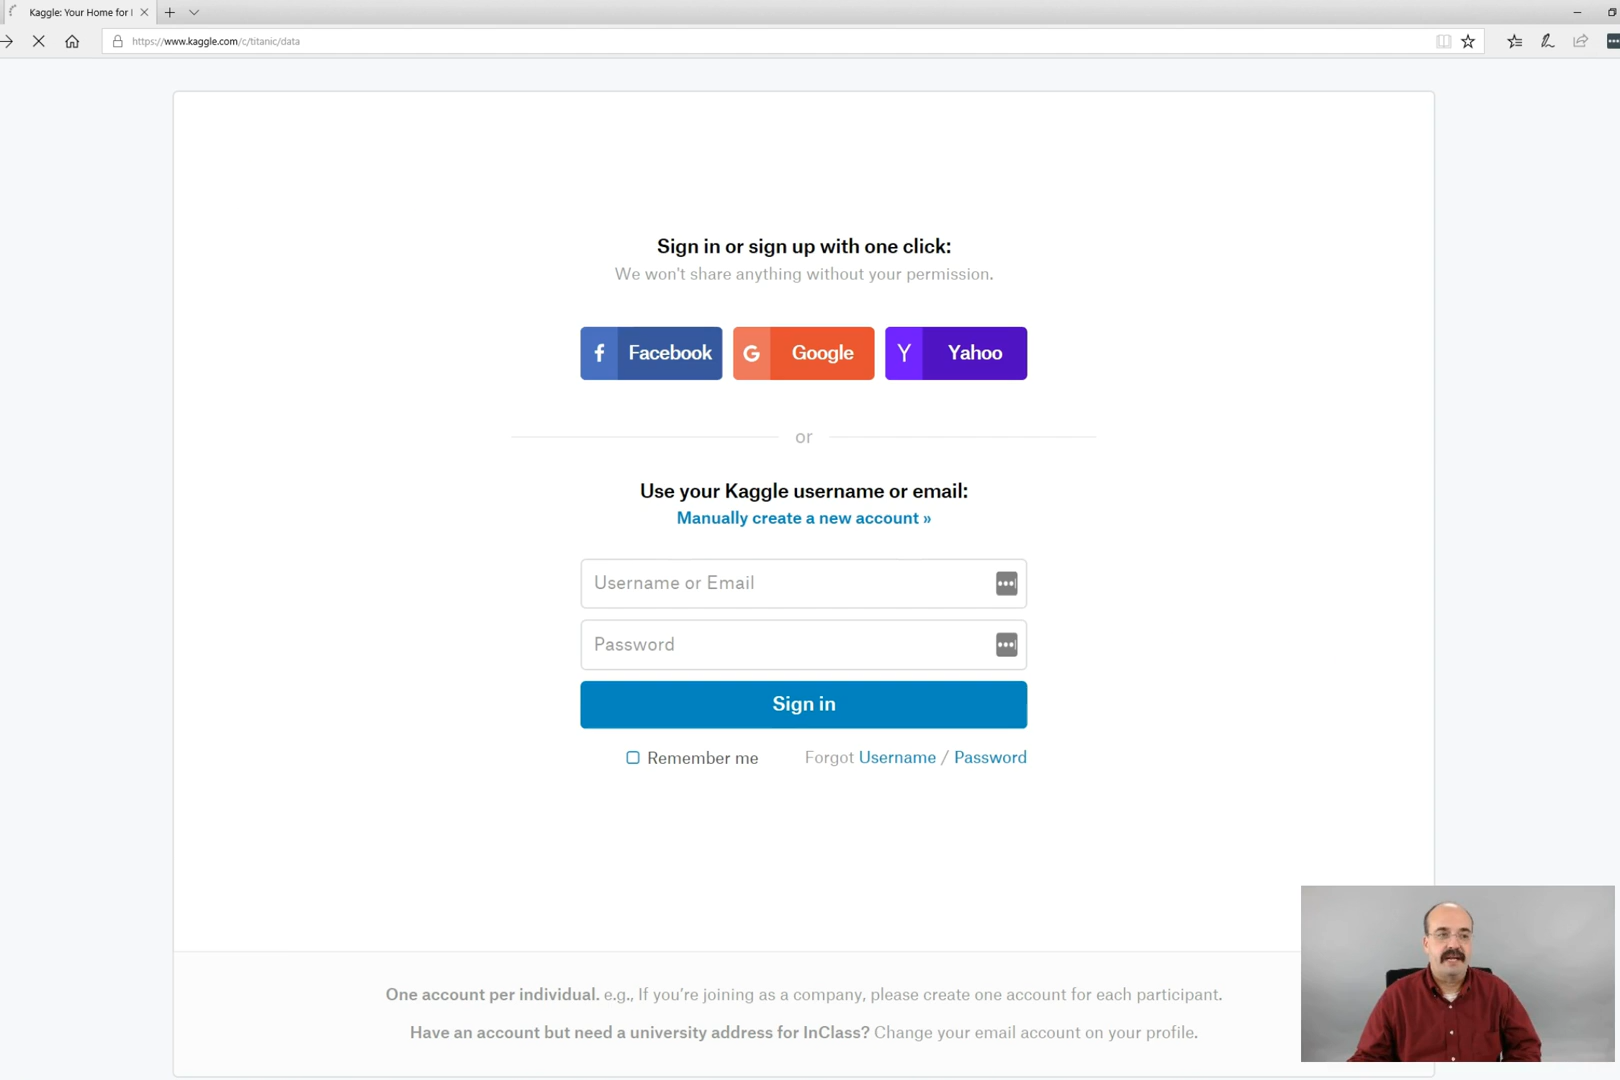 Kaggle: Your Home for
https://www.kaggle.com/c/titanic/data
Sign in or sign up with one click:
We won't share anything without your permission.
f Facebook
G Google
Y Yahoo
or
Use your Kaggle username or email:
Manually create a new account »
Username or Email
Password
Sign in
Remember me
Forgot Username / Password
One account per individual. e.g., If you're joining as a company, please create one account for each participant.
Have an account but need a university address for InClass? Change your email account on your profile.